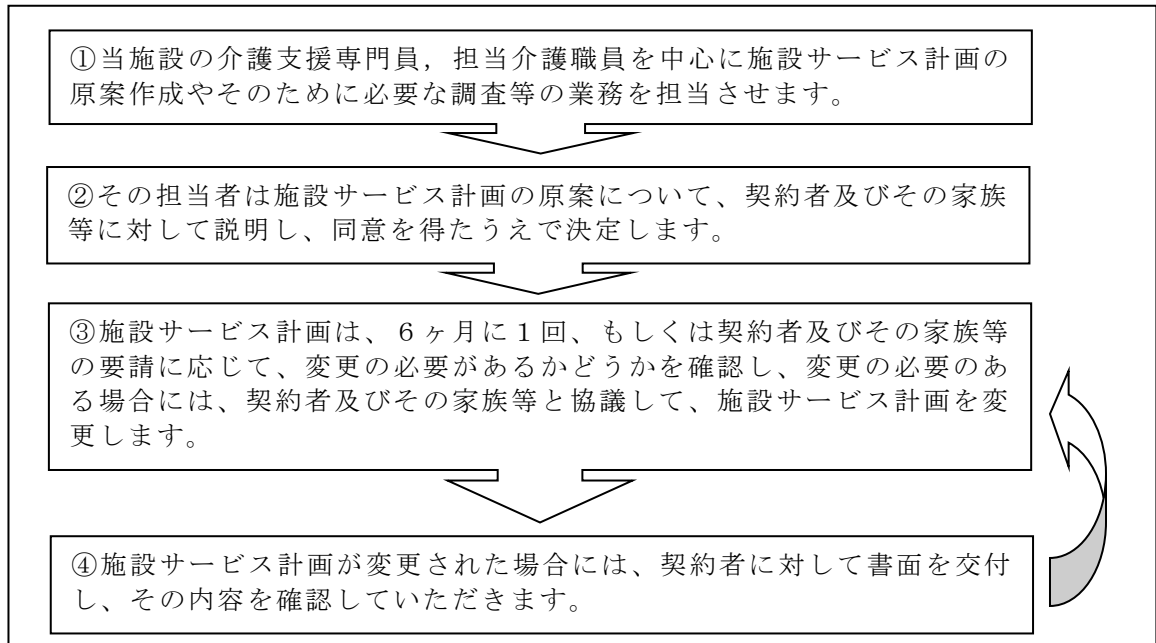 ①当施設の介護支援専門員，担当介護職員を中心に施設サービス計画の
原案作成やそのために必要な調査等の業務を担当させます。
②その担当者は施設サービス計画の原案について、契約者及びその家族
等に対して説明し、同意を得たうえで決定します。
③施設サービス計画は、６ヶ月に１回、もしくは契約者及びその家族等
の要請に応じて、変更の必要があるかどうかを確認し、変更の必要のあ
る場合には、契約者及びその家族等と協議して、施設サービス計画を変
更します。
④施設サービス計画が変更された場合には、契約者に対して書面を交付
し、その内容を確認していただきます。